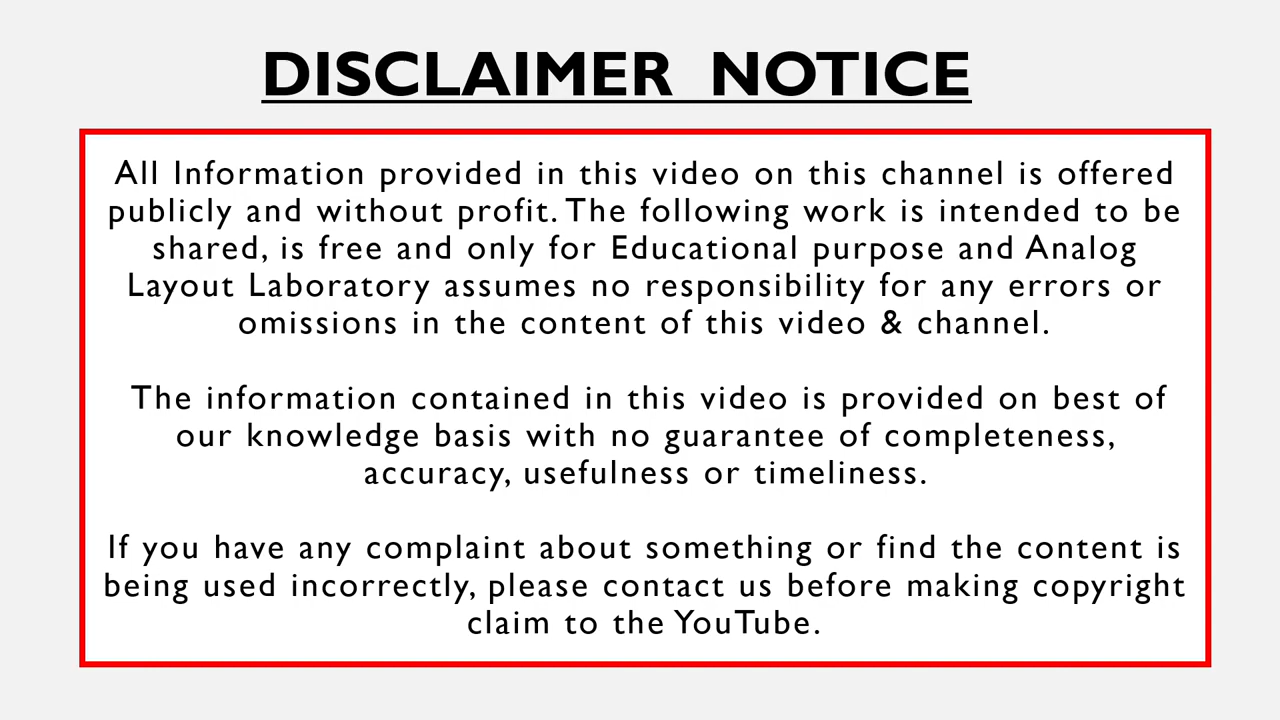 DISCLAIMER NOTICE
All Information provided in this video on this channel is offered
publicly and without profit. The following work is intended to be
shared, is free and only for Educational purpose and Analog
Layout Laboratory assumes no responsibility for any errors or
omissions in the content of this video & channel.
The information contained in this video is provided on best of
our knowledge basis with no guarantee of completeness,
accuracy, usefulness or timeliness.
If you have any complaint about something or find the content is
being used incorrectly, please contact us before making copyright
claim to the YouTube.